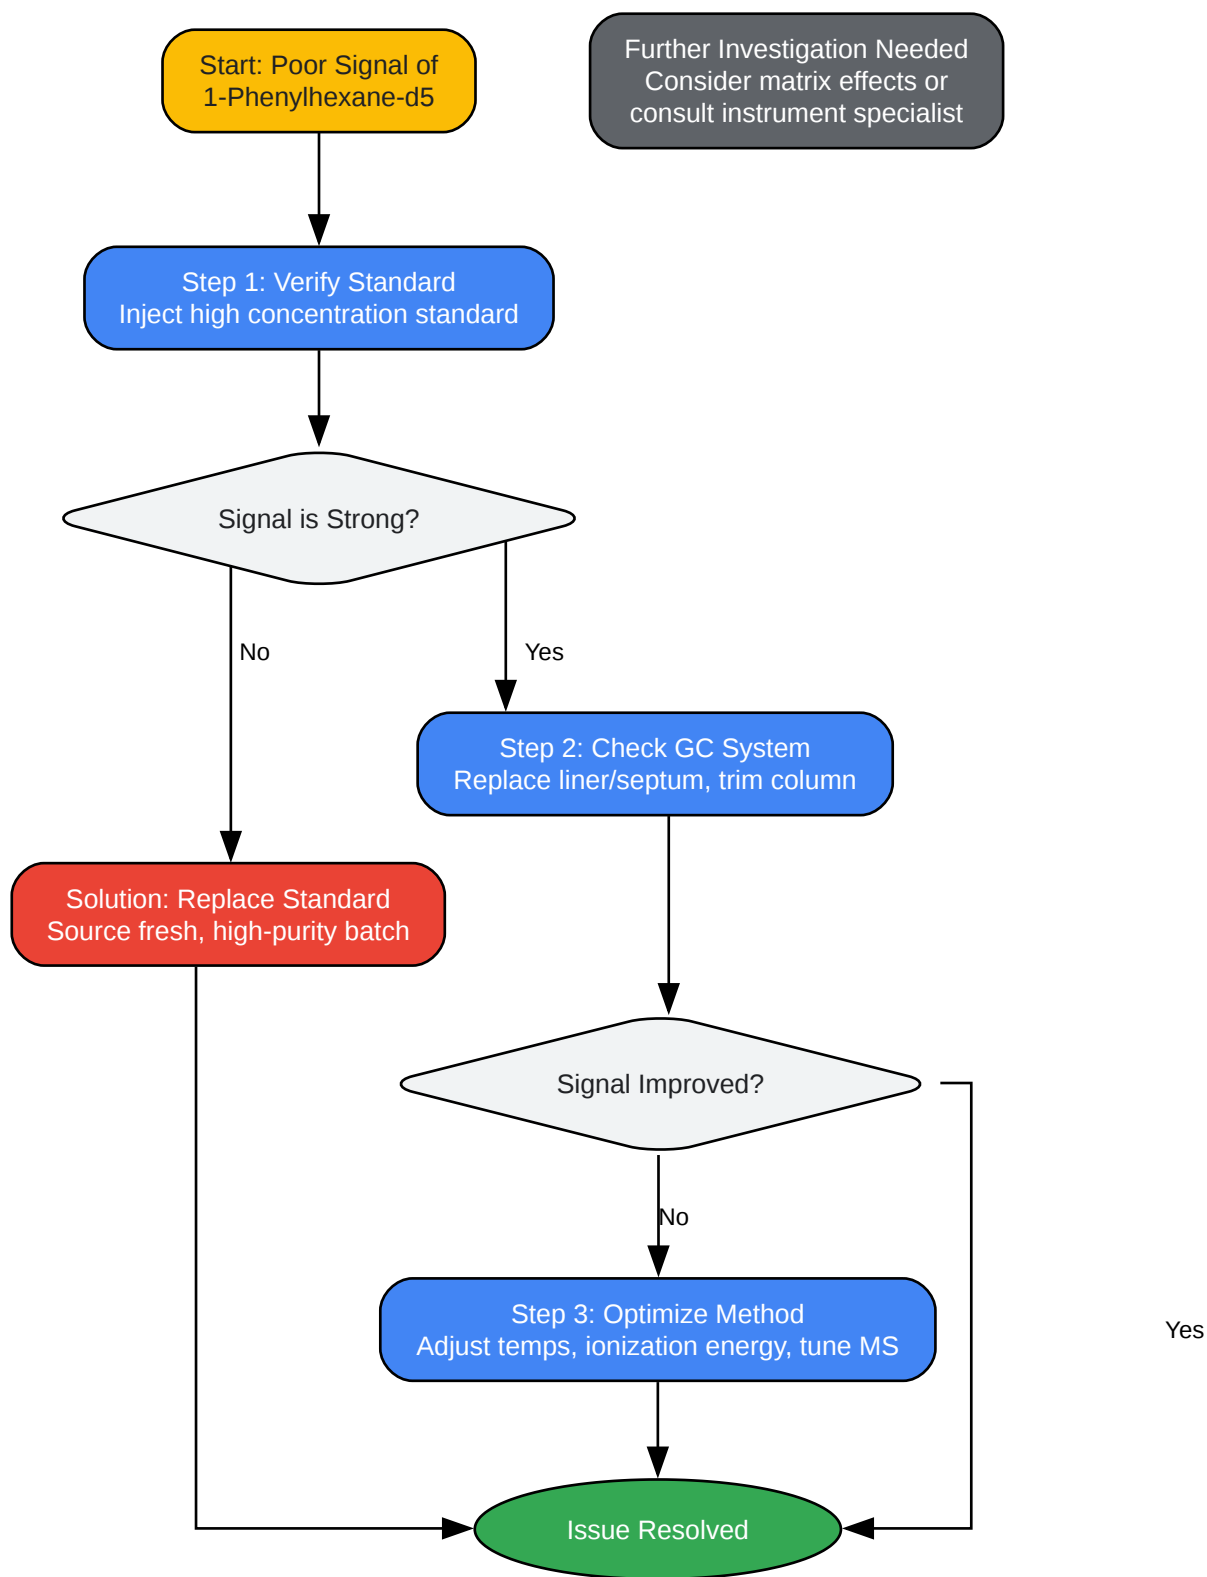 Start: Poor Signal of
1-Phenylhexane-d5
Further Investigation Needed
Consider matrix effects or
consult instrument specialist
Step 1: Verify Standard
Inject high concentration standard
Signal is Strong?
No
Yes
Step 2: Check GC System
Replace liner/septum, trim column
Solution: Replace Standard
Source fresh, high-purity batch
Signal Improved?
No
Step 3: Optimize Method
Adjust temps, ionization energy, tune MS
Yes
Issue Resolved